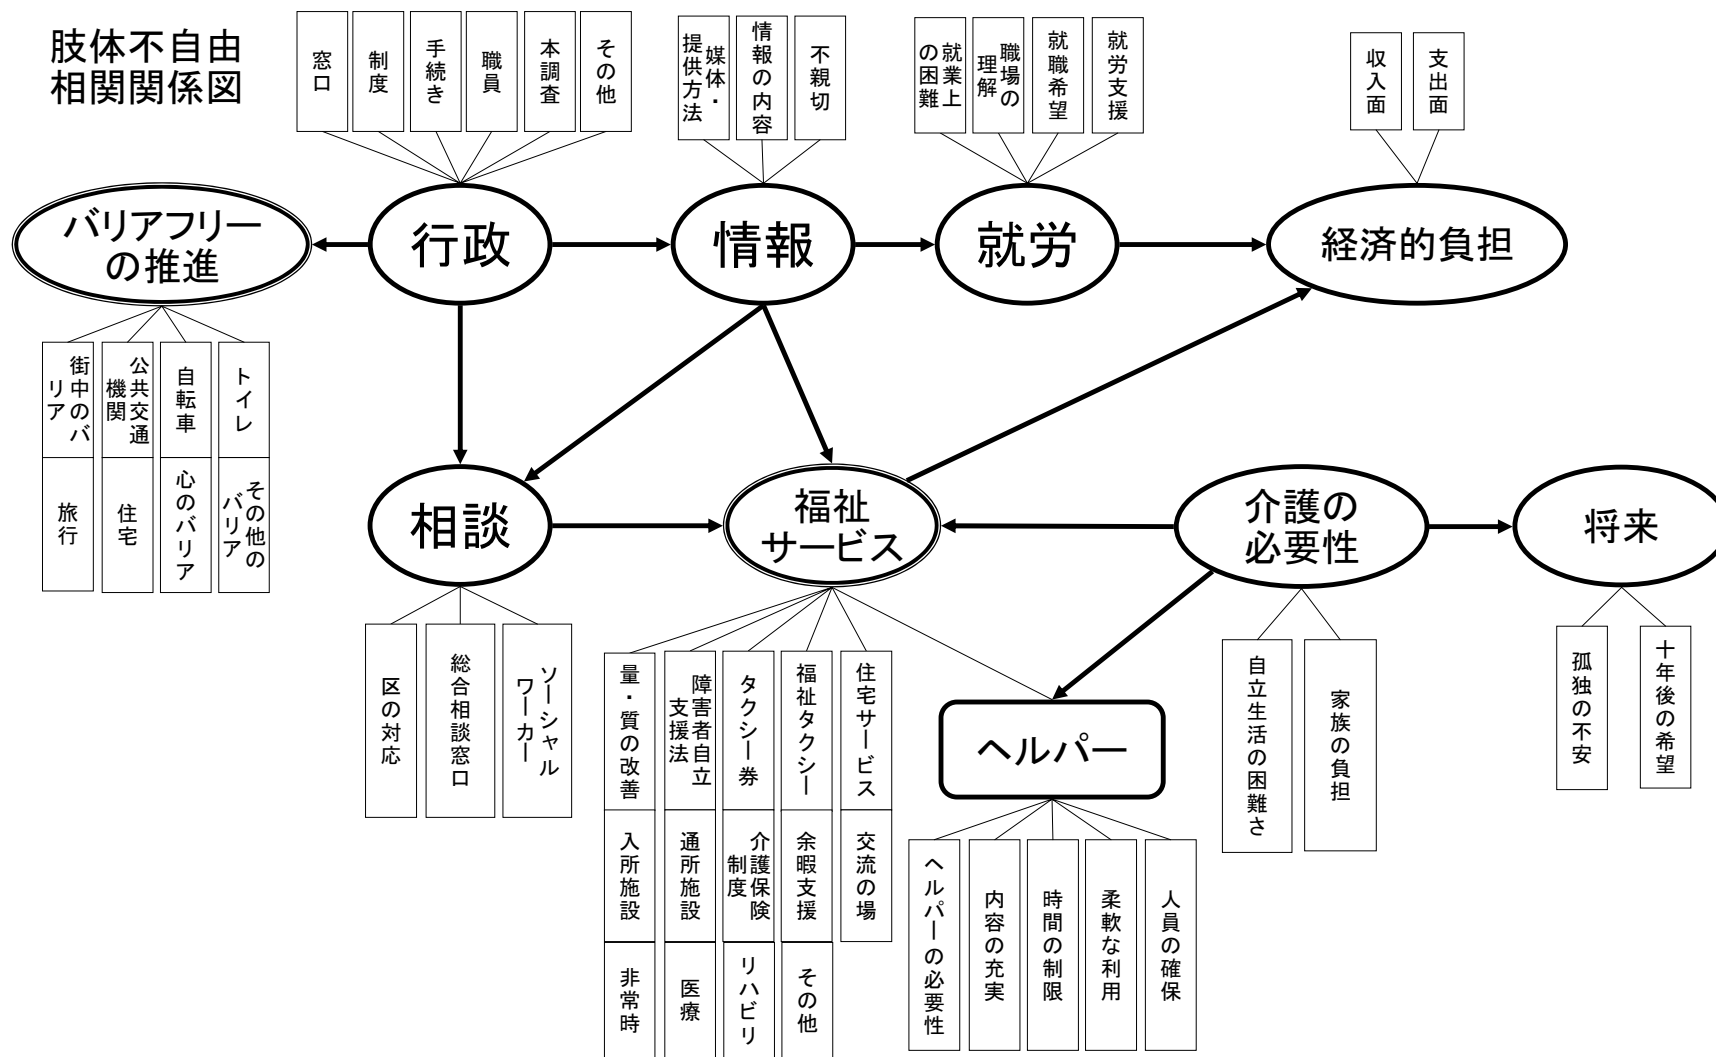 肢体不自由
相関関係図
窓口
制度
手続き
職員
本調査
その他
媒体・
提供方法
情報の内容
不親切
就業上
の困難
職場の
理解
就職希望
就労支援
収入面
支出面
バリアフリー
の推進
行政
情報
就労
経済的負担
街中のバ
リア
公共交通
機関
自転車
トイレ
旅行
住宅
心のバリア
その他の
バリア
相談
福祉
サービス
介護の
必要性
将来
区の対応
総合相談窓口
ソーシャル
ワーカー
量・質の改善
障害者自立
支援法
タクシー券
福祉タクシー
住宅サービス
入所施設
通所施設
介護保険
制度
余暇支援
交流の場
非常時
医療
リハビリ
その他
ヘルパー
ヘルパーの必要性
内容の充実
時間の制限
柔軟な利用
人員の確保
自立生活の困難さ
家族の負担
孤独の不安
十年後の希望